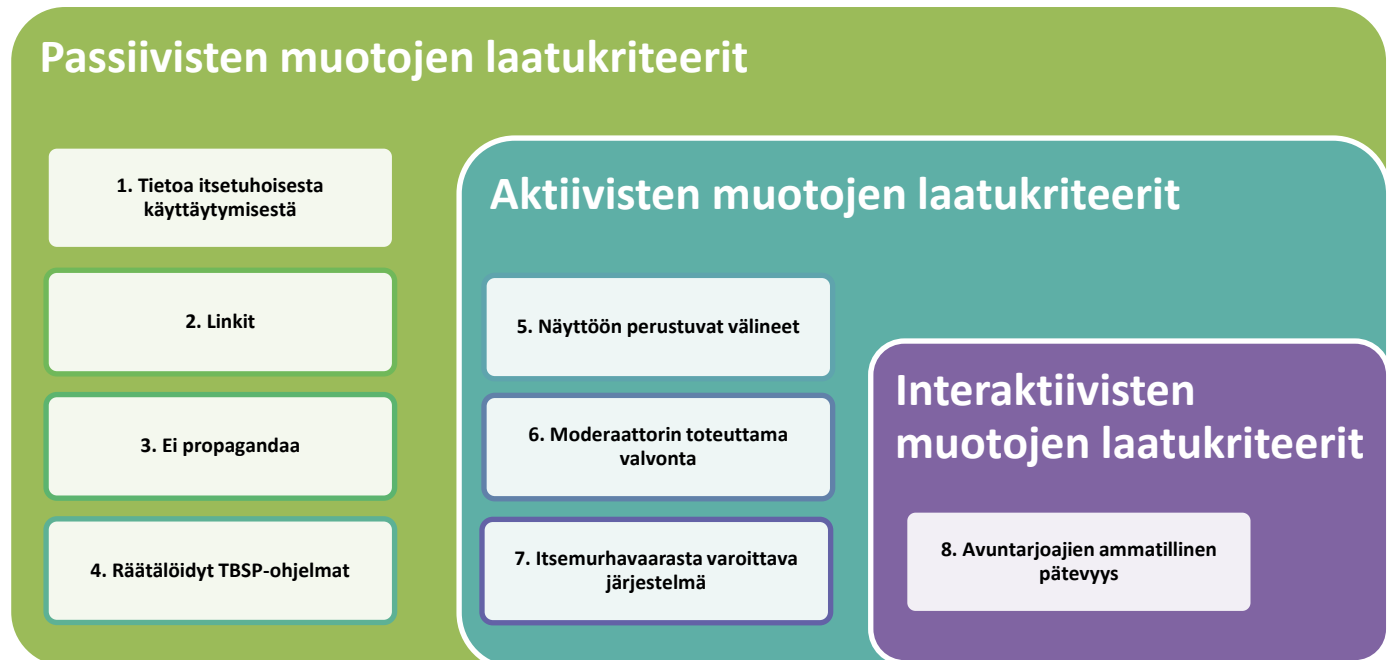 Passiivisten muotojen laatukriteerit
1. Tietoa itsetuhoisesta
käyttäytymisestä
2. Linkit
3. Ei propagandaa
4. Räätälöidyt TBSP-ohjelmat
Aktiivisten muotojen laatukriteerit
5. Näyttöön perustuvat välineet
6. Moderaattorin toteuttama
valvonta
7. Itsemurhavaarasta varoittava
järjestelmä
Interaktiivisten
muotojen laatukriteerit
8. Avuntarjoajien ammatillinen
pätevyys